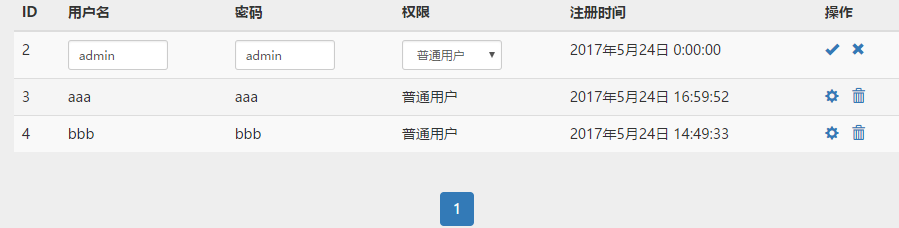 ID 用户名 密码 权限 注册时间 操作
2 admin admin 普通用户 2017年5月24日 0:00:00
3 aaa aaa 普通用户 2017年5月24日 16:59:52
4 bbb bbb 普通用户 2017年5月24日 14:49:33
1